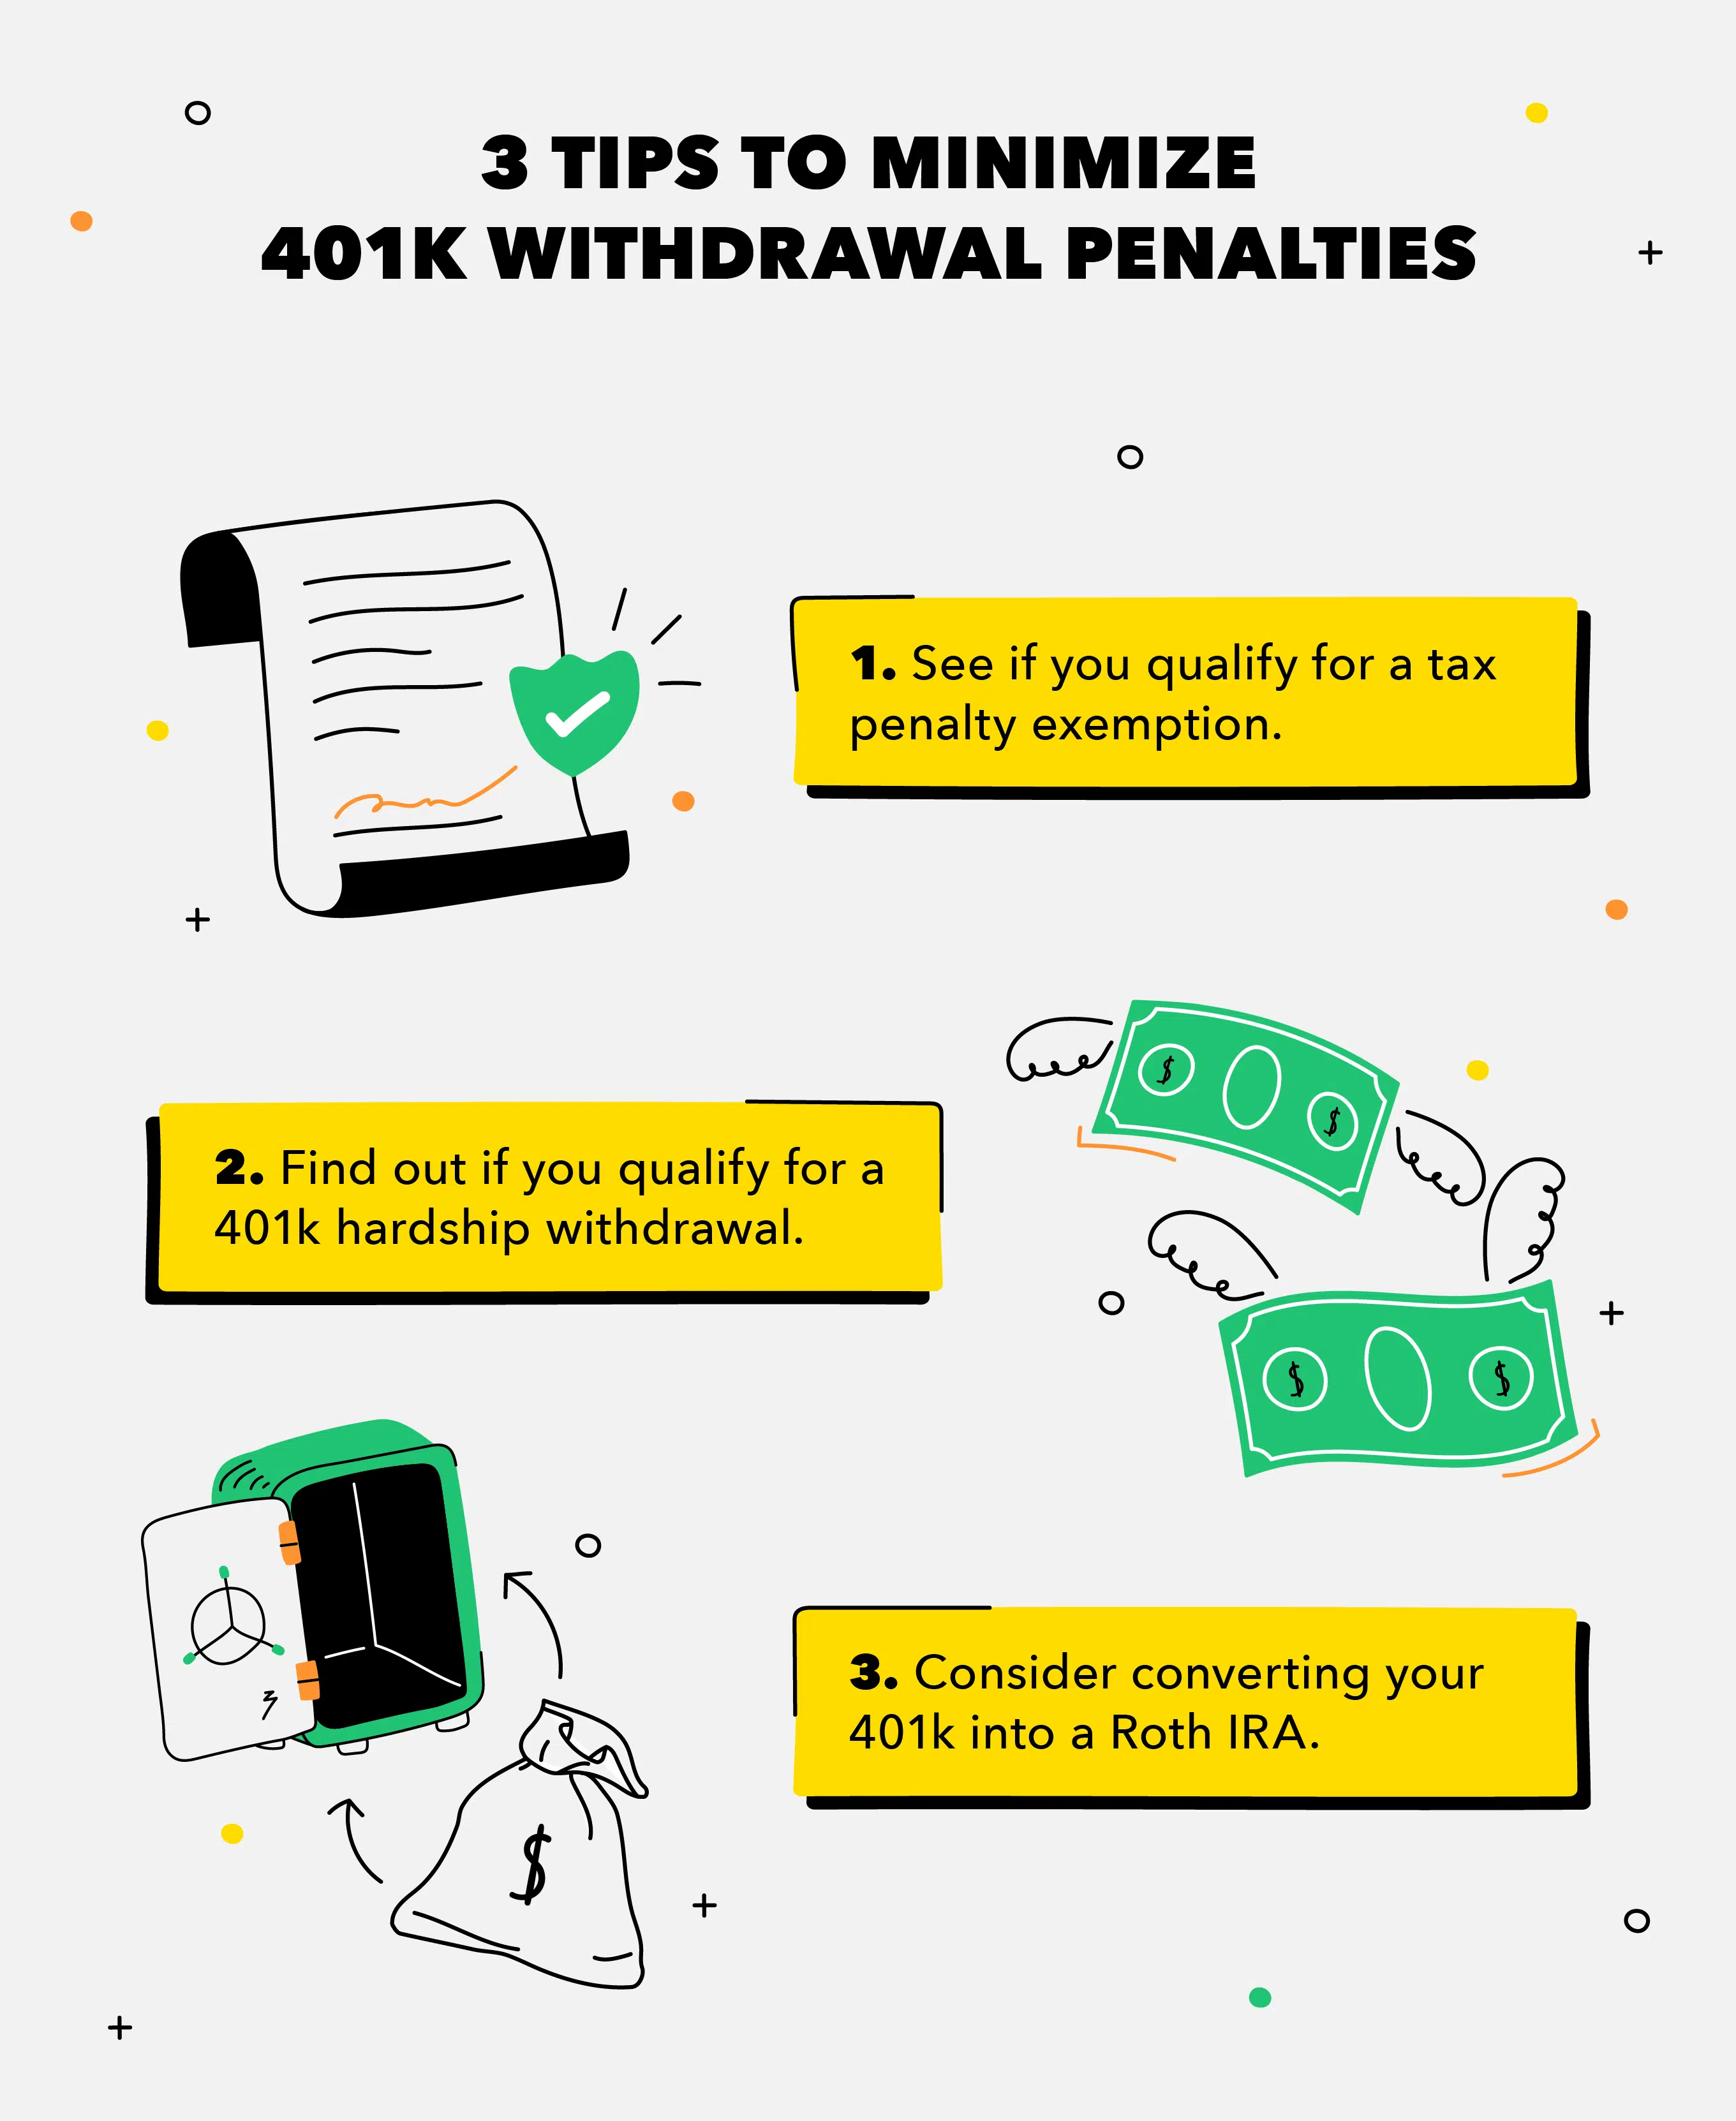 3 TIPS TO MINIMIZE
401K WITHDRAWAL PENALTIES
1. See if you qualify for a tax
penalty exemption.
$ $
2. Find out if you qualify for a
401k hardship withdrawal.
$ $
3. Consider converting your
401k into a Roth IRA.
$